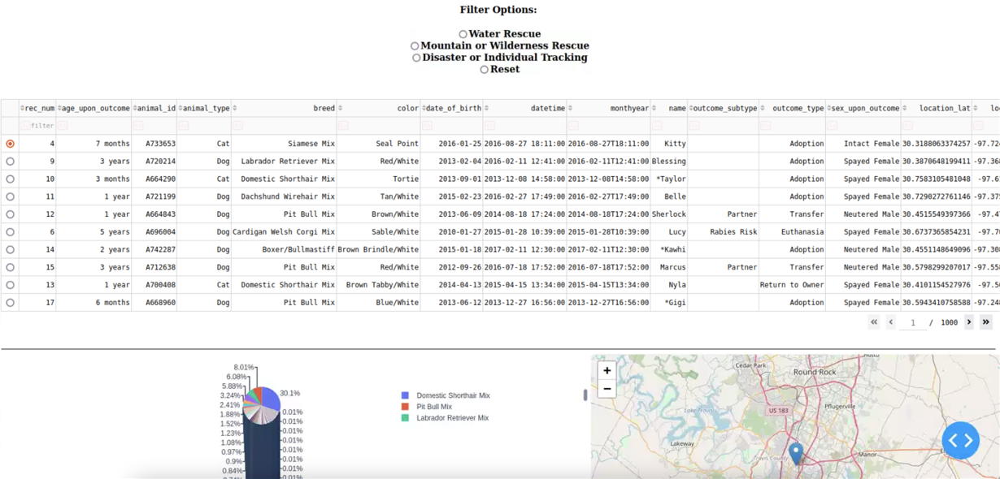 Filter Options:
Water Rescue
Mountain or Wilderness Rescue
Disaster or Individual Tracking
Reset
rec_num age_upon_outcome animal_id animal_type breed color date_of_birth datetime monthyear name outcome_subtype outcome_type sex_upon_outcome location_lat lo
filter
4 7 months A733653 Cat Siamese Mix Seal Point 2016-01-25 2016-08-27 18:11:00 2016-08-27T18:11:00 Kitty Adoption Intact Female 30.3188063374257 -97.724
9 3 years A720214 Dog Labrador Retriever Mix Red/White 2013-02-04 2016-02-11 12:41:00 2016-02-11T12:41:00 Blessing Adoption Spayed Female 30.3870648199411 -97.368
10 3 months A664290 Cat Domestic Shorthair Mix Tortie 2013-09-01 2013-12-08 14:58:00 2013-12-08T14:58:00 *Taylor Adoption Spayed Female 30.7583105481048 -97.6
11 1 year A721199 Dog Dachshund Wirehair Mix Tan/White 2015-02-23 2016-02-27 17:49:00 2016-02-27T17:49:00 Belle Adoption Spayed Female 30.7290272761146 -97.375
12 1 year A664843 Dog Pit Bull Mix Brown/White 2013-06-09 2014-08-18 17:24:00 2014-08-18T17:24:00 Sherlock Partner Transfer Neutered Male 30.4515549397366 -97.4
6 5 years A696004 Dog Cardigan Welsh Corgi Mix Sable/White 2010-01-27 2015-01-28 10:39:00 2015-01-28T10:39:00 Lucy Rabies Risk Euthanasia Spayed Female 30.6737365854231 -97.7
14 2 years A742287 Dog Boxer/Bullmastiff Brown Brindle/White 2015-01-18 2017-02-11 12:30:00 2017-02-11T12:30:00 *Kawhi Adoption Neutered Male 30.4551148649096 -97.308
15 3 years A712638 Dog Pit Bull Mix Red/White 2012-09-26 2016-07-18 17:52:00 2016-07-18T17:52:00 Marcus Partner Transfer Neutered Male 30.5798299207017 -97.558
13 1 year A700408 Cat Domestic Shorthair Mix Brown Tabby/White 2014-04-13 2015-04-15 13:34:00 2015-04-15T13:34:00 Nyla Return to Owner Spayed Female 30.4101154527976 -97.5
17 6 months A668960 Dog Pit Bull Mix Blue/White 2013-06-12 2013-12-27 16:56:00 2013-12-27T16:56:00 *Gigi Adoption Spayed Female 30.5943410758588 -97.248
1 / 1000
8.01%
6.08%
5.88%
3.24%
2.41%
1.88%
1.52%
1.23%
1.08%
0.97%
0.9%
0.84%
30.1%
0.01%
0.01%
0.01%
0.01%
0.01%
0.01%
0.01%
Domestic Shorthair Mix
Pit Bull Mix
Labrador Retriever Mix
+
−
Cedar Park
Round Rock
Pflugerville
US 183
Lake Travis
Lakeway
Travis County
Manor